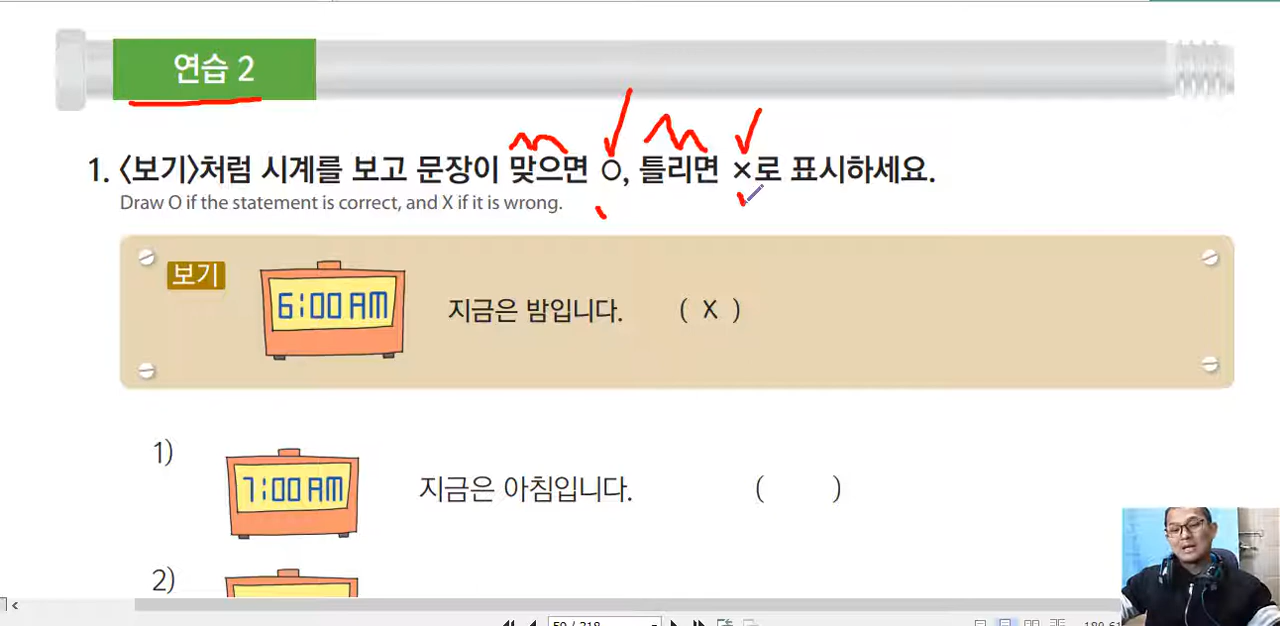 연습 2
1. <보기>처럼 시계를 보고 문장이 맞으면 O, 틀리면 ×로 표시하세요.
Draw O if the statement is correct, and X if it is wrong.
보기
6:00 AM
지금은 밤입니다. ( X )
1)
7:00 AM
지금은 아침입니다. ( )
2)